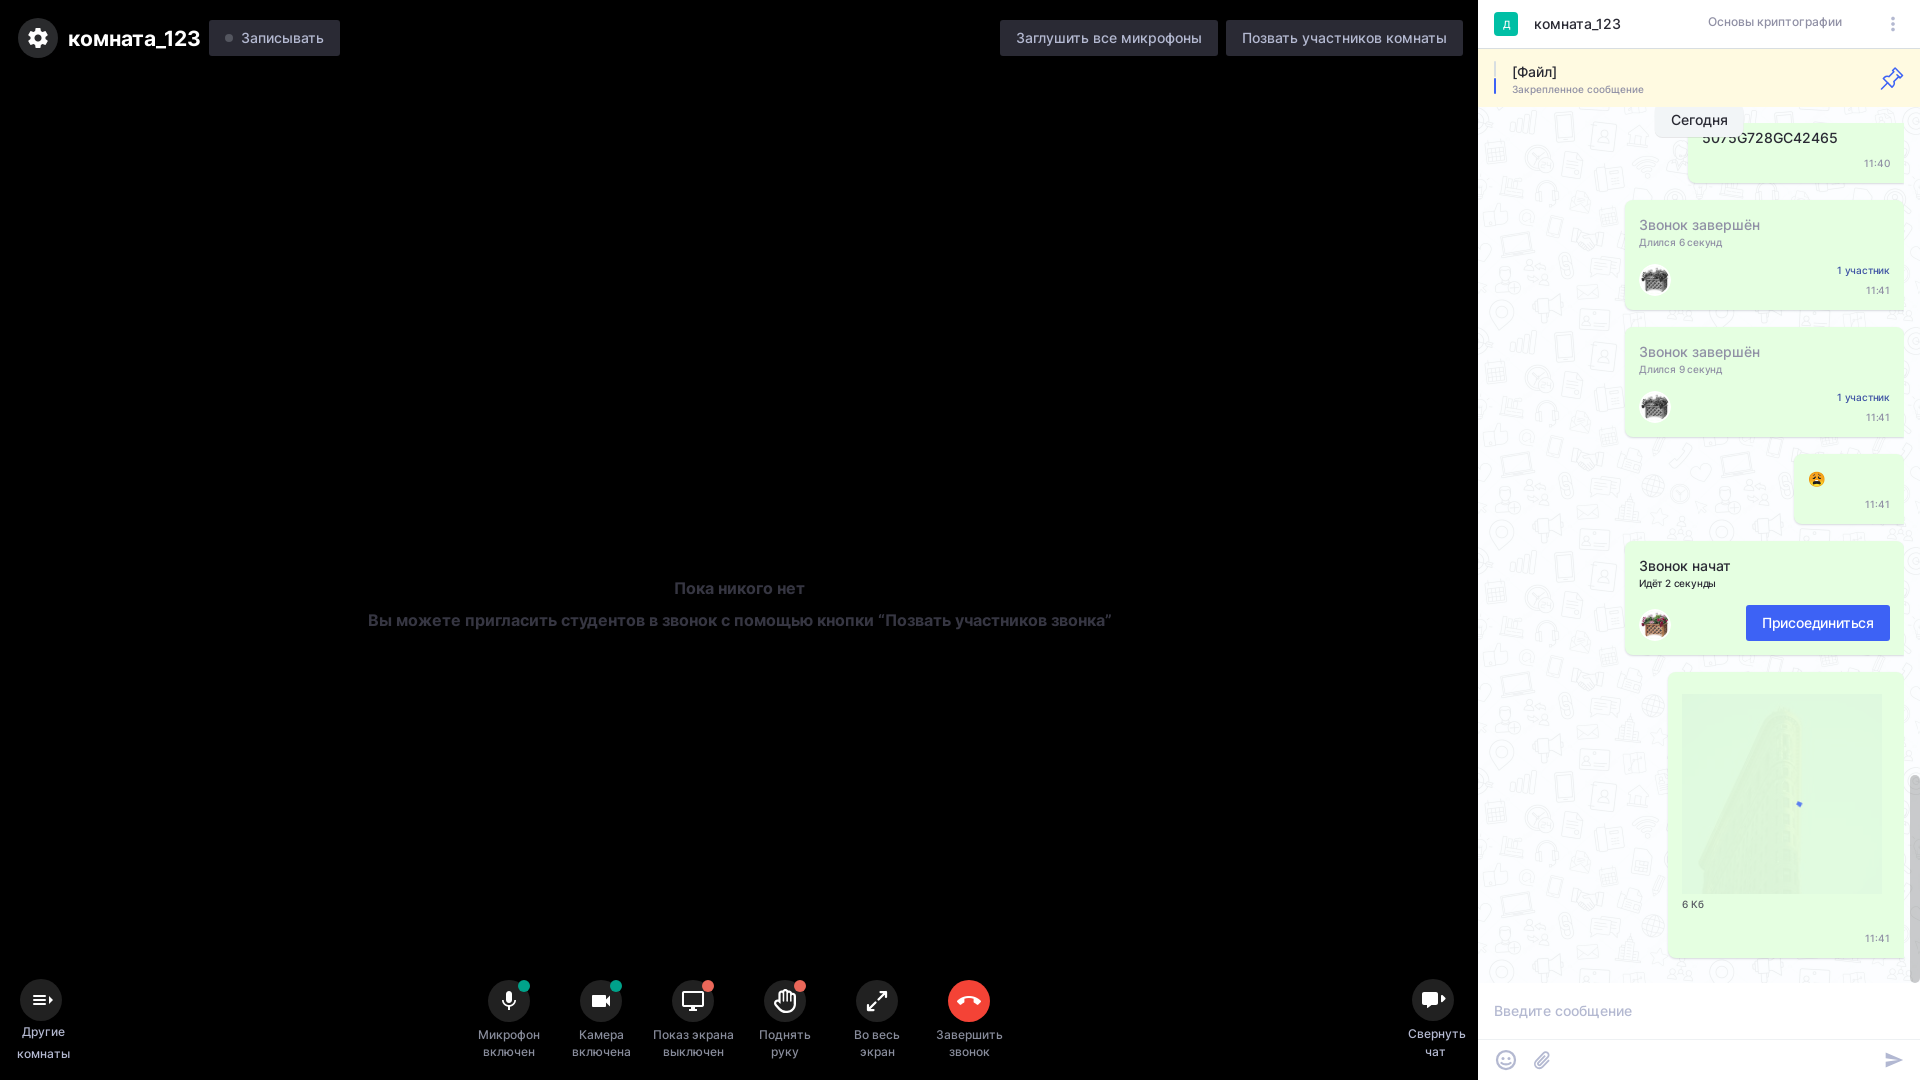 комната_123
Записывать
Заглушить все микрофоны
Позвать участников комнаты
Пока никого нет
Вы можете пригласить студентов в звонок с помощью кнопки “Позвать участников звонка”
Другие
комнаты
Микрофон
включен
Камера
включена
Показ экрана
выключен
Поднять
руку
Во весь
экран
Завершить
звонок
Свернуть
чат
Д
комната_123
Основы криптографии
[Файл]
Закрепленное сообщение
Сегодня
5075G728GC42465
11:40
Звонок завершён
Длился 6 секунд
1 участник
11:41
Звонок завершён
Длился 9 секунд
1 участник
11:41
11:41
Звонок начат
Идёт 2 секунды
Присоединиться
6 Кб
11:41
Введите сообщение